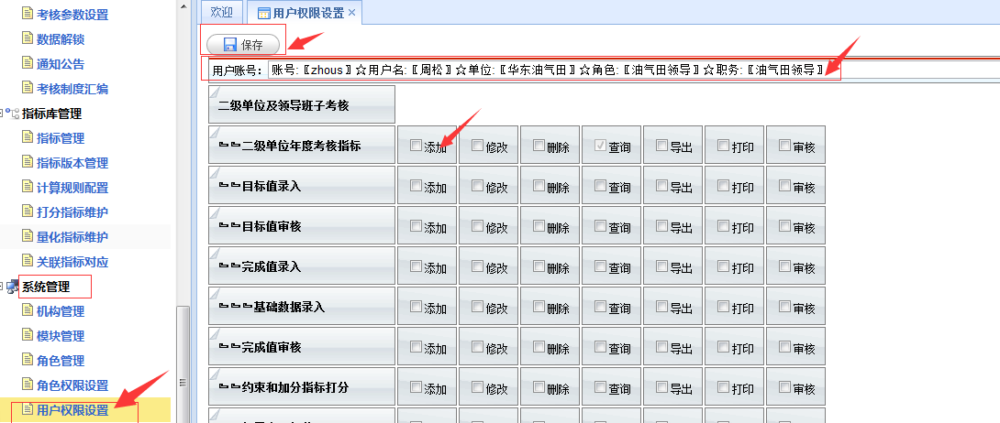 考核参数设置
数据解锁
通知公告
考核制度汇编
指标库管理
指标管理
指标版本管理
计算规则配置
打分指标维护
量化指标维护
关联指标对应
系统管理
机构管理
模块管理
角色管理
角色权限设置
用户权限设置
欢迎 用户权限设置 ×
保存
用户账号: 账号:〖zhous〗☆用户名:〖周松〗☆单位:〖华东油气田〗☆角色:〖油气田领导〗☆职务:〖油气田领导〗
二级单位及领导班子考核
二级单位年度考核指标 添加 修改 删除 查询 导出 打印 审核
目标值录入 添加 修改 删除 查询 导出 打印 审核
目标值审核 添加 修改 删除 查询 导出 打印 审核
完成值录入 添加 修改 删除 查询 导出 打印 审核
基础数据录入 添加 修改 删除 查询 导出 打印 审核
完成值审核 添加 修改 删除 查询 导出 打印 审核
约束和加分指标打分 添加 修改 删除 查询 导出 打印 审核